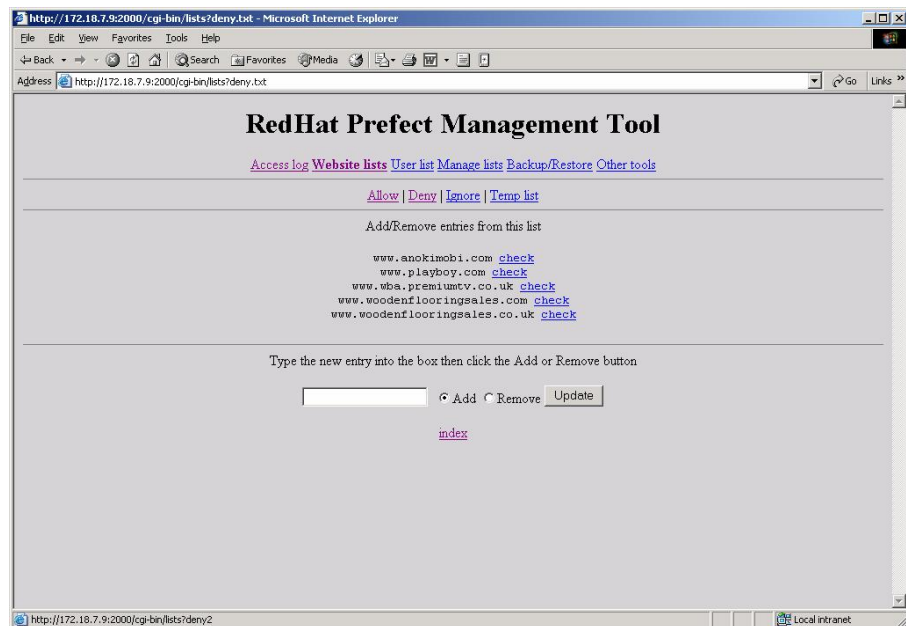 http://172.18.7.9:2000/cgi-bin/lists?deny.txt - Microsoft Internet Explorer
File Edit View Favorites Tools Help
Back Search Favorites Media
Address http://172.18.7.9:2000/cgi-bin/lists?deny.txt Go Links »
RedHat Prefect Management Tool
Access log Website lists User list Manage lists Backup/Restore Other tools
Allow | Deny | Ignore | Temp list
Add/Remove entries from this list
www.anokimobi.com check
www.playboy.com check
www.wba.premiumtv.co.uk check
www.woodenflooringsales.com check
www.woodenflooringsales.co.uk check
Type the new entry into the box then click the Add or Remove button
Add Remove Update
index
http://172.18.7.9:2000/cgi-bin/lists?deny2 Local intranet